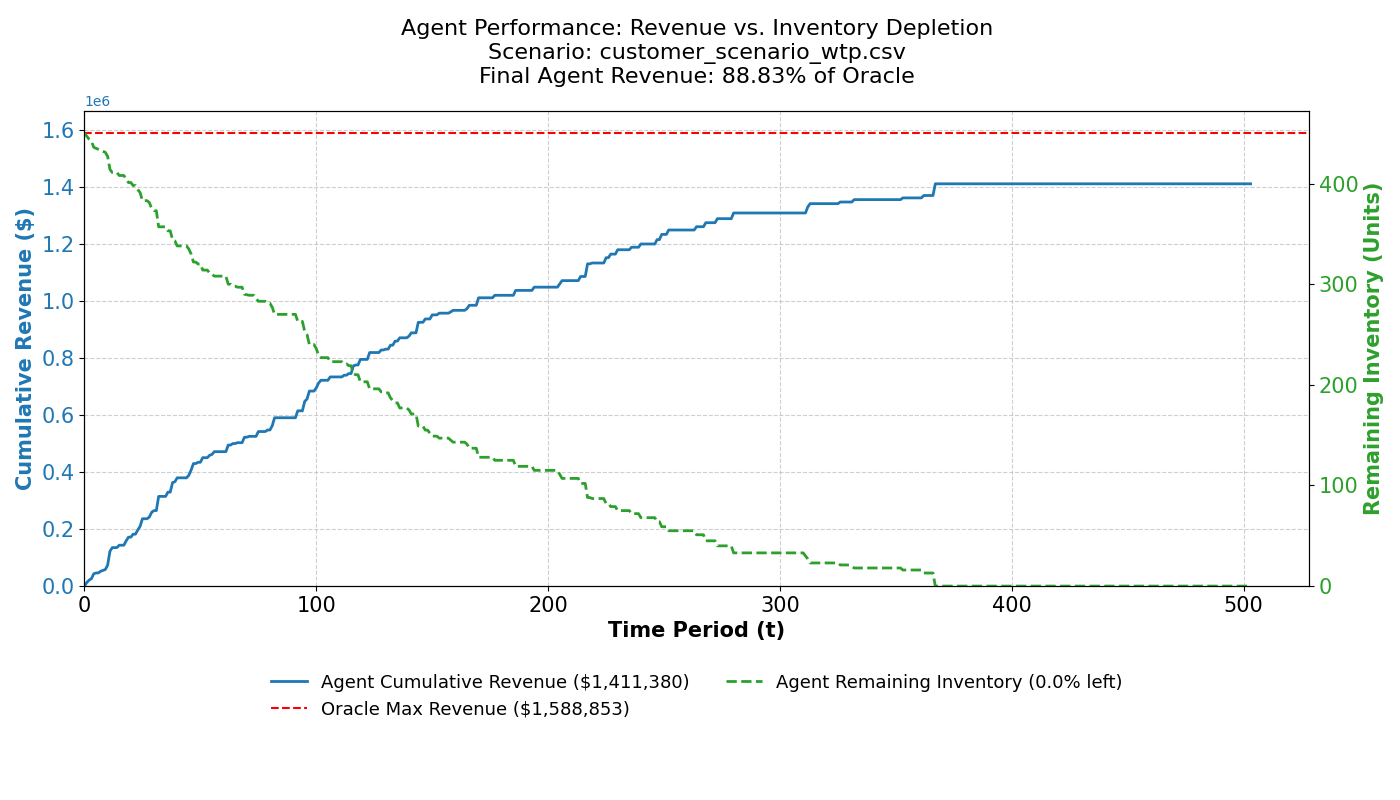 Agent Performance: Revenue vs. Inventory Depletion
Scenario: customer_scenario_wtp.csv
Final Agent Revenue: 88.83% of Oracle
1e6
1.6
1.4
1.2
1.0
0.8
0.6
0.4
0.2
0.0
Cumulative Revenue ($)
400
300
200
100
0
Remaining Inventory (Units)
0 100 200 300 400 500
Time Period (t)
Agent Cumulative Revenue ($1,411,380)
Oracle Max Revenue ($1,588,853)
Agent Remaining Inventory (0.0% left)